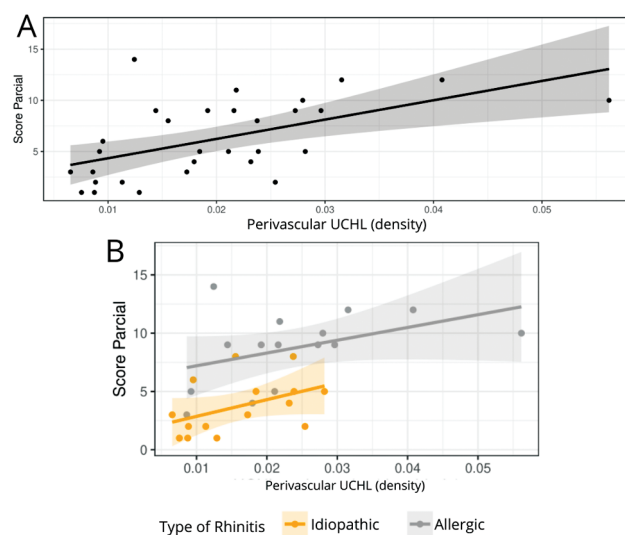 A
15
10
5
Score Parcial
0.01 0.02 0.03 0.04 0.05
Perivascular UCHL (density)
B
15
10
5
0
Score Parcial
0.01 0.02 0.03 0.04 0.05
Perivascular UCHL (density)
Type of Rhinitis Idiopathic Allergic